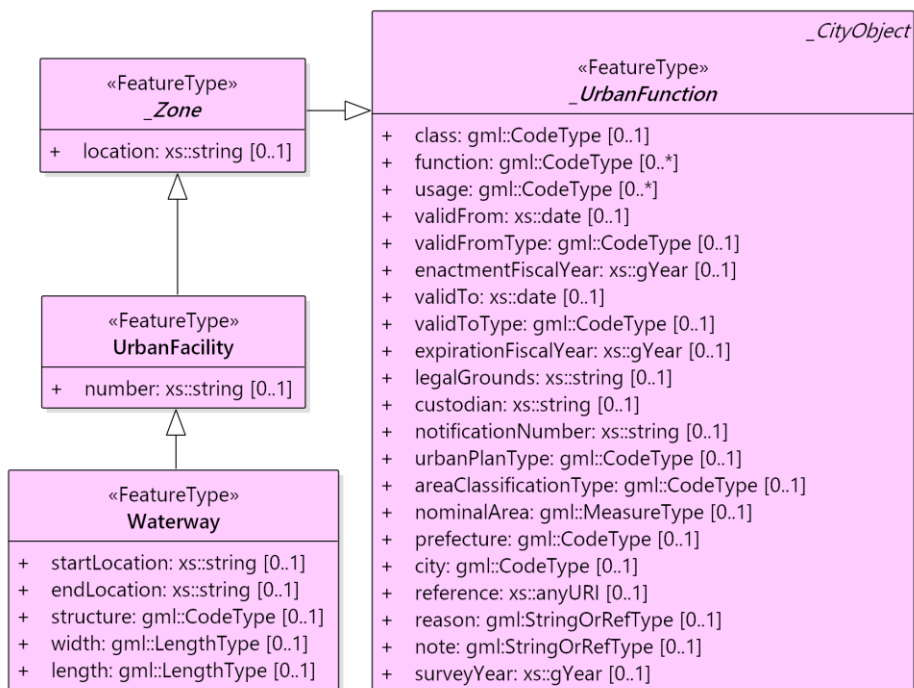 «FeatureType»
_Zone
+ location: xs::string [0..1]
«FeatureType»
UrbanFacility
+ number: xs::string [0..1]
«FeatureType»
Waterway
+ startLocation: xs::string [0..1]
+ endLocation: xs::string [0..1]
+ structure: gml::CodeType [0..1]
+ width: gml::LengthType [0..1]
+ length: gml::LengthType [0..1]
_CityObject
«FeatureType»
_UrbanFunction
+ class: gml::CodeType [0..1]
+ function: gml::CodeType [0..*]
+ usage: gml::CodeType [0..*]
+ validFrom: xs::date [0..1]
+ validFromType: gml::CodeType [0..1]
+ enactmentFiscalYear: xs::gYear [0..1]
+ validTo: xs::date [0..1]
+ validToType: gml::CodeType [0..1]
+ expirationFiscalYear: xs::gYear [0..1]
+ legalGrounds: xs::string [0..1]
+ custodian: xs::string [0..1]
+ notificationNumber: xs::string [0..1]
+ urbanPlanType: gml::CodeType [0..1]
+ areaClassificationType: gml::CodeType [0..1]
+ nominalArea: gml::MeasureType [0..1]
+ prefecture: gml::CodeType [0..1]
+ city: gml::CodeType [0..1]
+ reference: xs::anyURI [0..1]
+ reason: gml:StringOrRefType [0..1]
+ note: gml:StringOrRefType [0..1]
+ surveyYear: xs::gYear [0..1]